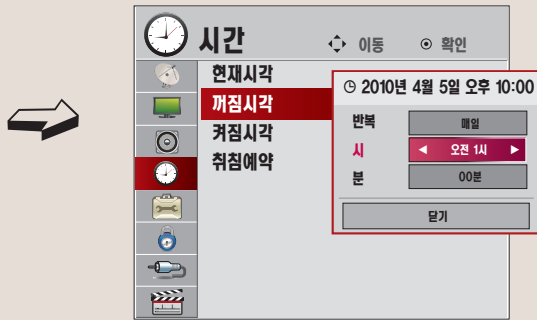 시간
이동 확인
현재시각
꺼짐시각
켜짐시각
취침예약
2010년 4월 5일 오후 10:00
반복 매일
시 오전 1시
분 00분
닫기